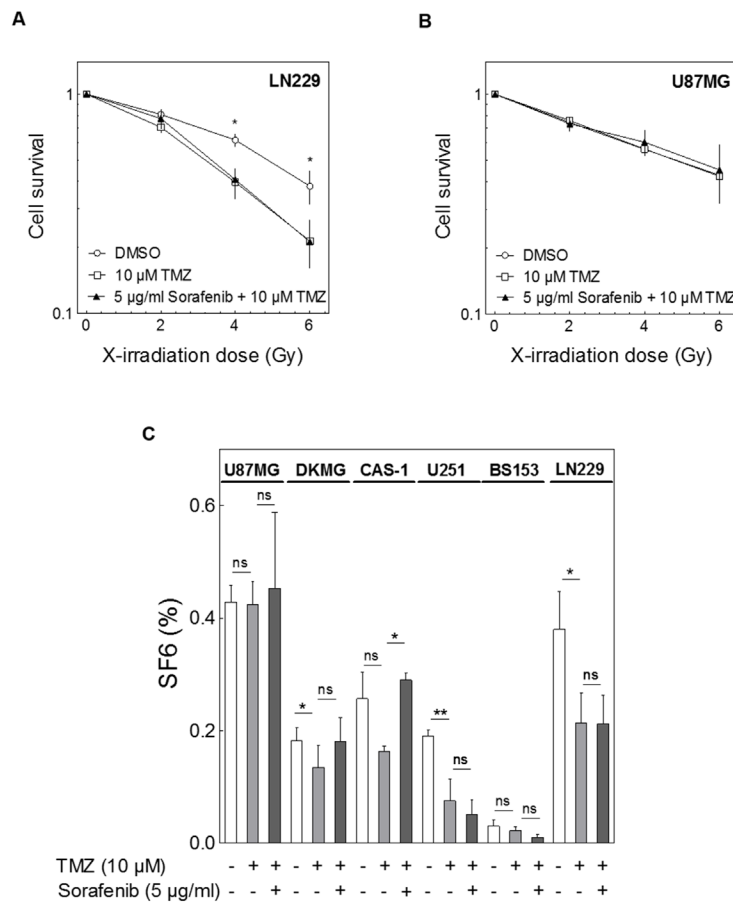 A
LN229
1
0.1
Cell survival
*
*
DMSO
10 µM TMZ
5 µg/ml Sorafenib + 10 µM TMZ
0 2 4 6
X-irradiation dose (Gy)
B
U87MG
1
0.1
Cell survival
DMSO
10 µM TMZ
5 µg/ml Sorafenib + 10 µM TMZ
0 2 4 6
X-irradiation dose (Gy)
C
U87MG DKMG CAS-1 U251 BS153 LN229
0.6
0.4
0.2
0.0
SF6 (%)
ns ns * ns ns * ** ns ns ns * ns
TMZ (10 µM) - + + - + + - + + - + + - + + - + +
Sorafenib (5 µg/ml) - - + - - + - - + - - + - - + - - +